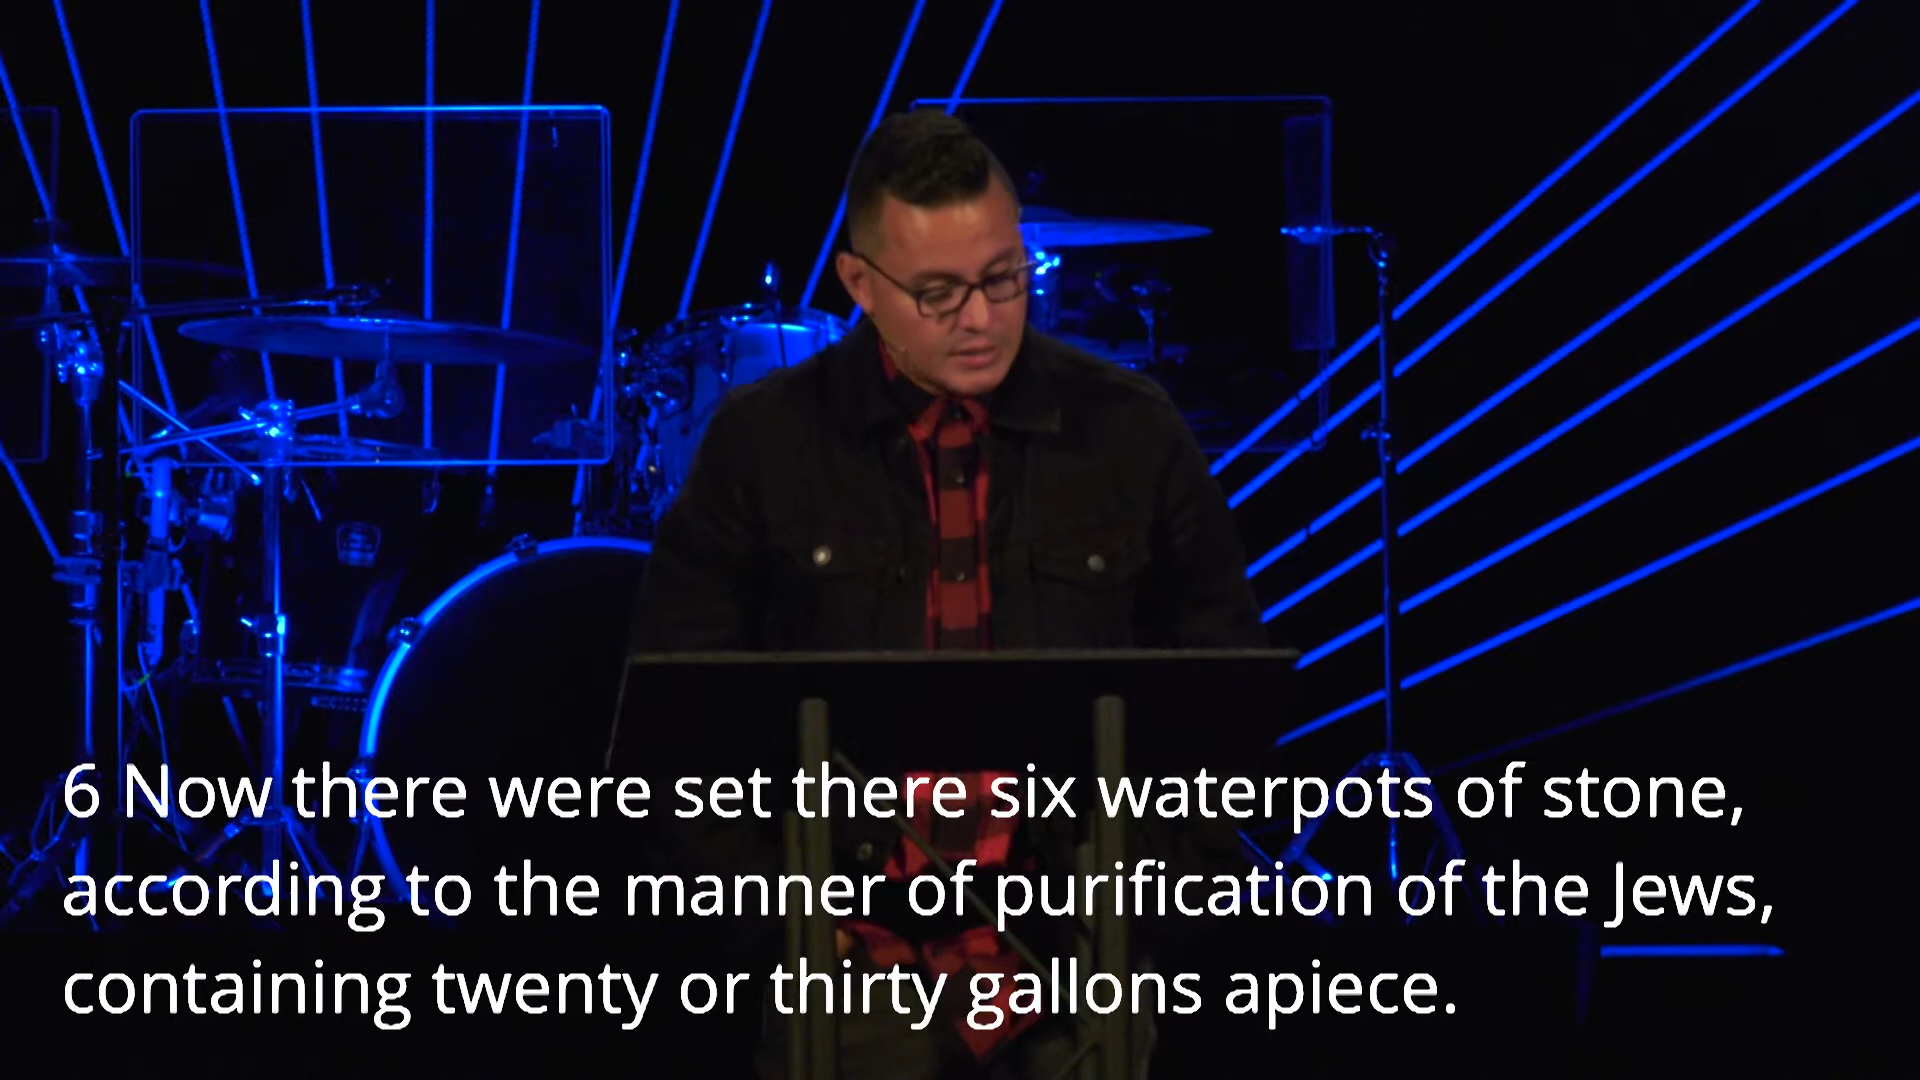 6 Now there were set there six waterpots of stone,
according to the manner of purification of the Jews,
containing twenty or thirty gallons apiece.